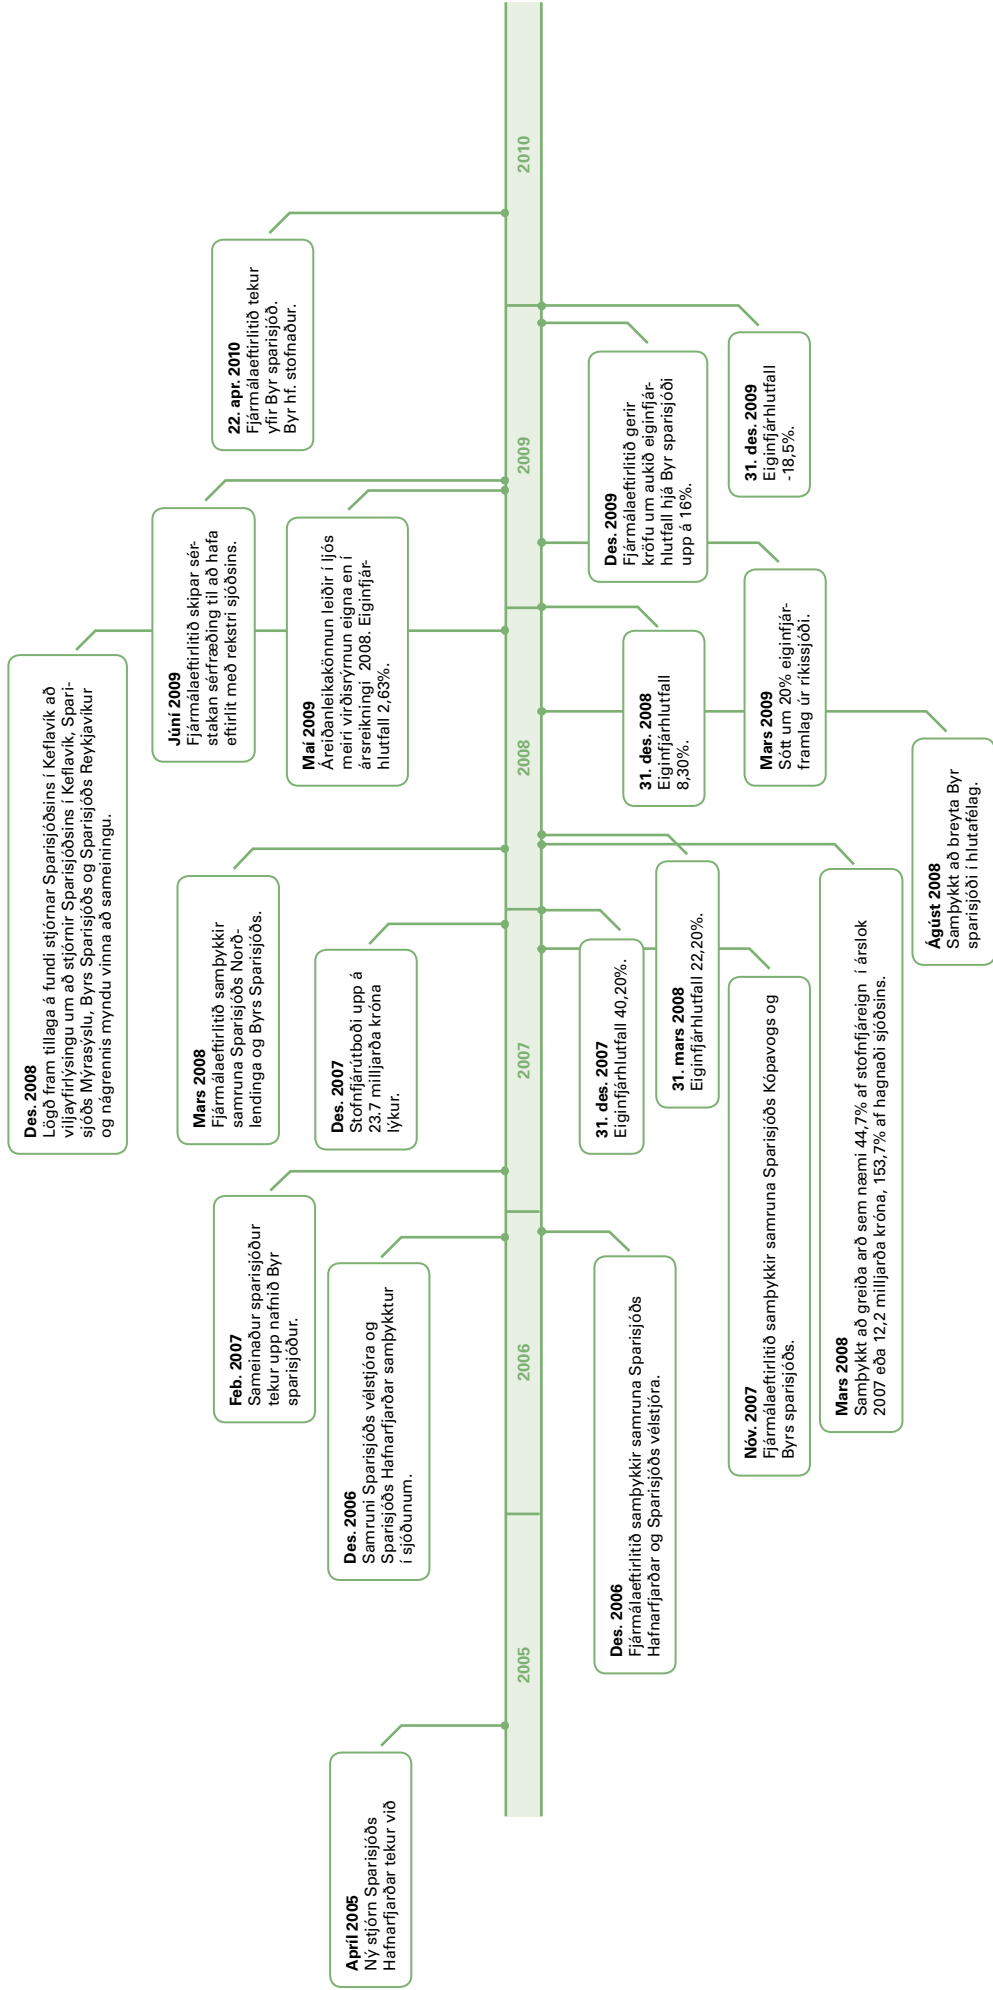 Des. 2008
Lögð fram tillaga á fundi stjórnar Sparisjóðsins í Keflavík að
viljayfirlýsingu um að stjórnir Sparisjóðsins í Keflavík, Spari-
sjóðs Mýrasýslu, Byrs Sparisjóðs og Sparisjóðs Reykjavíkur
og nágrennis myndu vinna að sameiningu.
Júní 2009
Fjármálaeftirlitið skipar sér-
stakan sérfræðing til að hafa
eftirlit með rekstri sjóðsins.
Mars 2008
Fjármálaeftirlitið samþykkir
samruna Sparisjóðs Norð-
lendinga og Byrs Sparisjóðs.
22. apr. 2010
Fjármálaeftirlitið tekur
yfir Byr sparisjóð.
Byr hf. stofnaður.
Feb. 2007
Sameinaður sparisjóður
tekur upp nafnið Byr
sparisjóður.
Maí 2009
Áreiðanleikakönnun leiðir í ljós
meiri virðisrýrnun eigna en í
ársreikningi 2008. Eiginfjár-
hlutfall 2,63%.
Des. 2007
Stofnfjárútboði upp á
23.7 milljarða króna
lýkur.
Des. 2006
Samruni Sparisjóðs vélstjóra og
Sparisjóðs Hafnarfjarðar samþykktur
í sjóðunum.
Apríl 2005
Ný stjórn Sparisjóðs
Hafnarfjarðar tekur við
2005
2006
2007
2008
2009
2010
31. des. 2007
Eiginfjárhlutfall 40,20%.
Des. 2006
Fjármálaeftirlitið samþykkir samruna Sparisjóðs
Hafnarfjarðar og Sparisjóðs vélstjóra.
Des. 2009
Fjármálaeftirlitið gerir
kröfu um aukið eiginfjár-
hlutfall hjá Byr sparisjóði
upp á 16%.
31. des. 2008
Eiginfjárhlutfall
8,30%.
31. mars 2008
Eiginfjárhlutfall 22,20%.
31. des. 2009
Eiginfjárhlutfall
-18,5%.
Mars 2009
Sótt um 20% eiginfjár-
framlag úr ríkissjóði.
Nóv. 2007
Fjármálaeftirlitið samþykkir samruna Sparisjóðs Kópavogs og
Byrs sparisjóðs.
Mars 2008
Samþykkt að greiða arð sem næmi 44,7% af stofnfjáreign í árslok
2007 eða 12,2 milljarða króna, 153,7% af hagnaði sjóðsins.
Ágúst 2008
Samþykkt að breyta Byr
sparisjóði í hlutafélag.